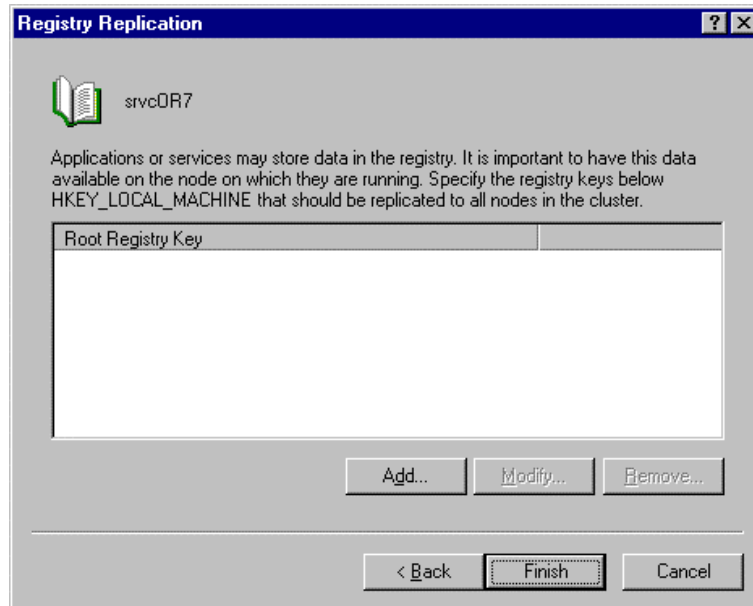 Registry Replication
srvcOR7
Applications or services may store data in the registry. It is important to have this data
available on the node on which they are running. Specify the registry keys below
HKEY_LOCAL_MACHINE that should be replicated to all nodes in the cluster.
Root Registry Key
Add... Modify... Remove...
< Back Finish Cancel